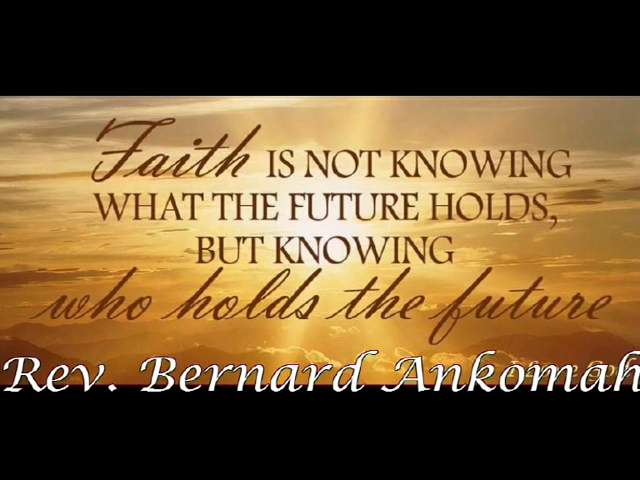 Faith IS NOT KNOWING
WHAT THE FUTURE HOLDS,
BUT KNOWING
who holds the future
Rev. Bernard Ankomah